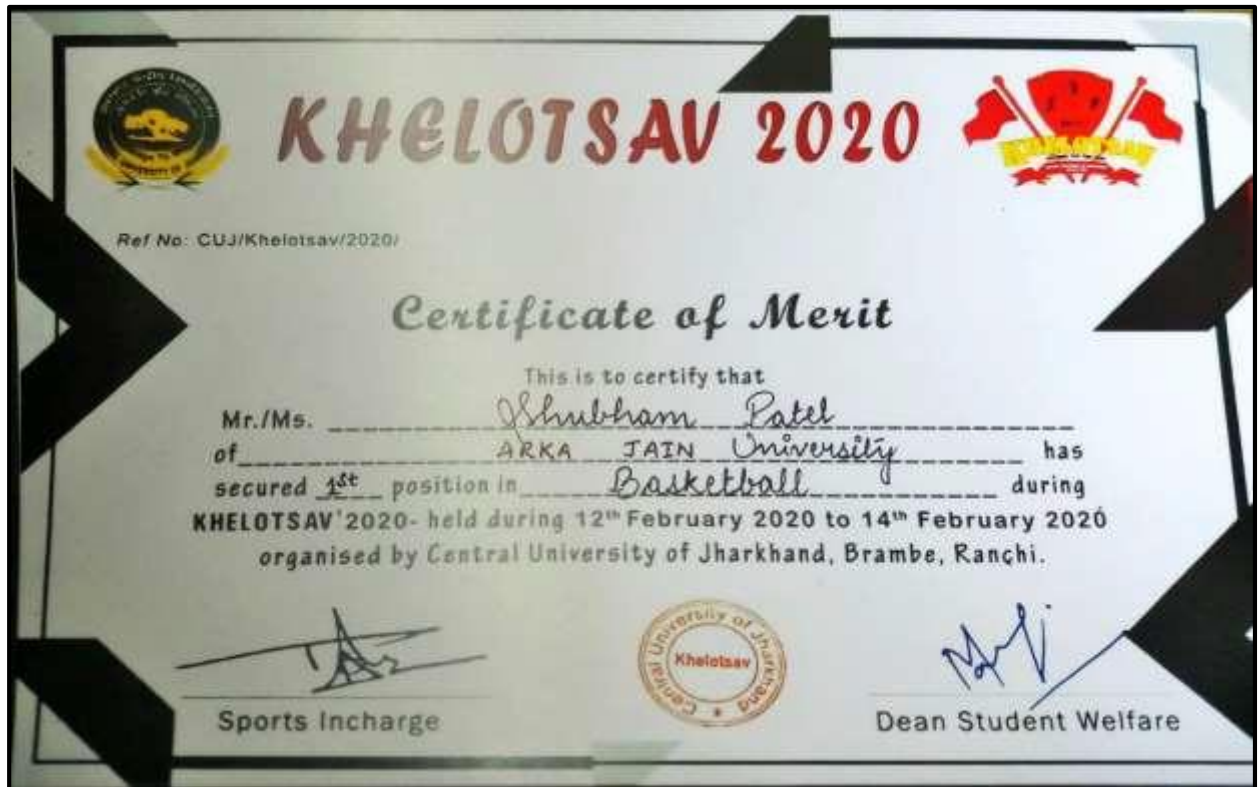 KHELOTSAV 2020
Ref No: CUJ/Khelotsav/2020/
Certificate of Merit
This is to certify that
Mr./Ms. Shubham Patel
of ARKA JAIN University has
secured 1st position in Basketball during
KHELOTSAV'2020- held during 12th February 2020 to 14th February 2020
organised by Central University of Jharkhand, Brambe, Ranchi.
Central University of Jharkhand
Khelotsav
Sports Incharge
Dean Student Welfare